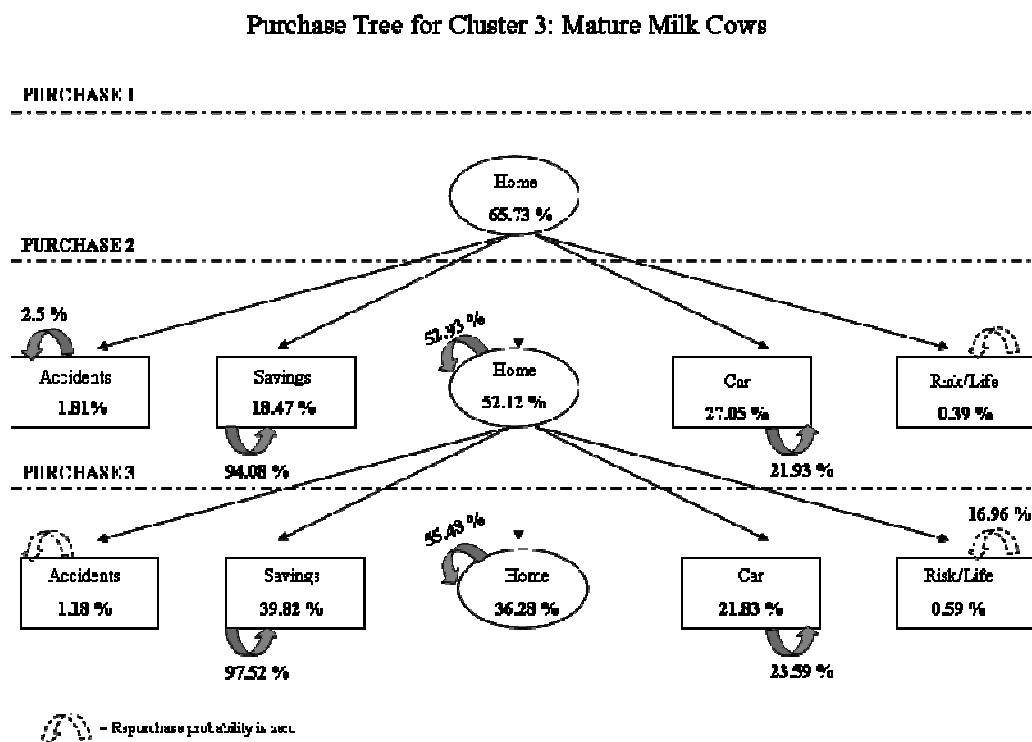 Purchase Tree for Cluster 3: Mature Milk Cows
PURCHASE 1
Home
65.73 %
PURCHASE 2
2.5 %
52.93 %
Accidents
1.81%
Savings
18.47 %
Home
52.12 %
Car
27.05 %
Risk/Life
0.39 %
94.08 %
21.93 %
PURCHASE 3
55.48 %
16.96 %
Accidents
1.18 %
Savings
39.82 %
Home
36.28 %
Car
21.83 %
Risk/Life
0.59 %
97.52 %
23.59 %
= Repurchase probability is zero